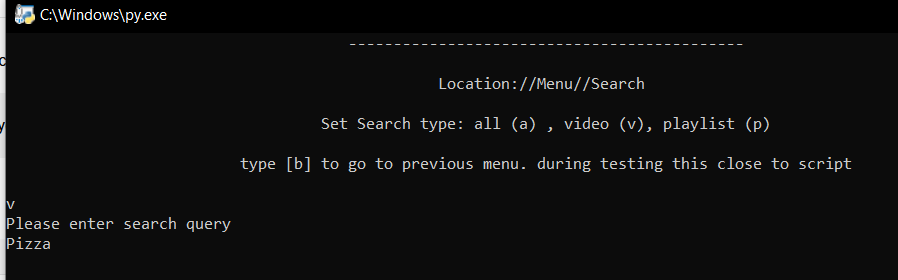 C:\Windows\py.exe
--------------------------------------------
Location://Menu//Search
Set Search type: all (a) , video (v), playlist (p)
type [b] to go to previous menu. during testing this close to script
v
Please enter search query
Pizza